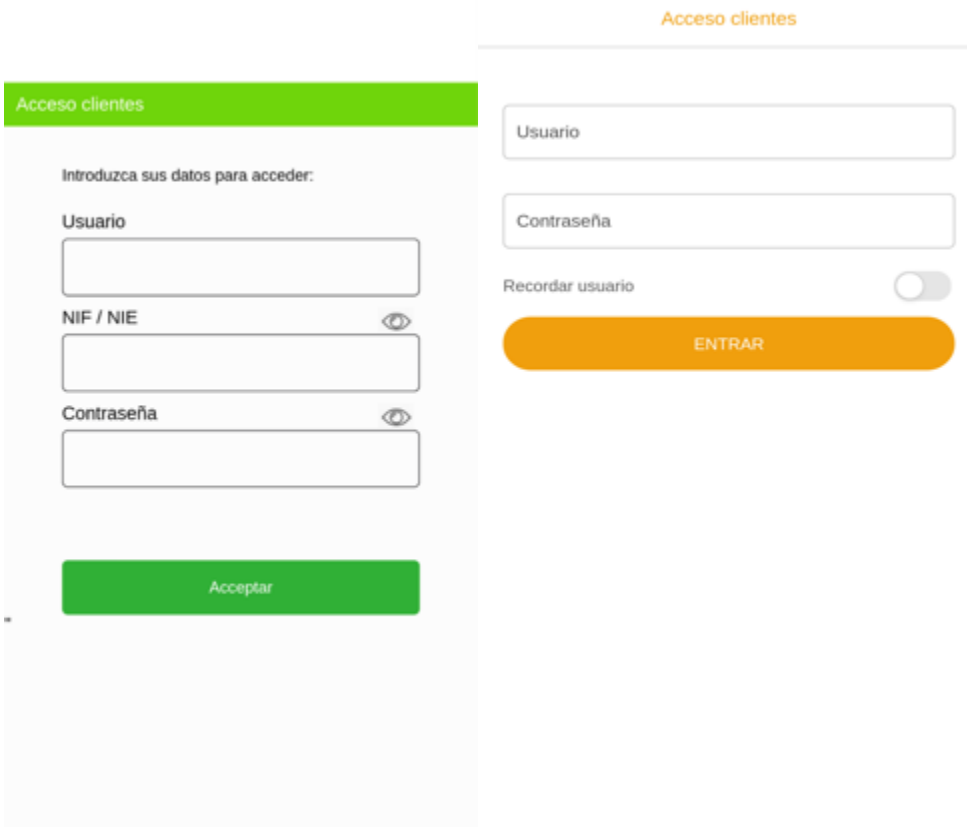 Acceso clientes
Introduzca sus datos para acceder:
Usuario
NIF / NIE
Contraseña
Acceptar
Acceso clientes
Usuario
Contraseña
Recordar usuario
ENTRAR